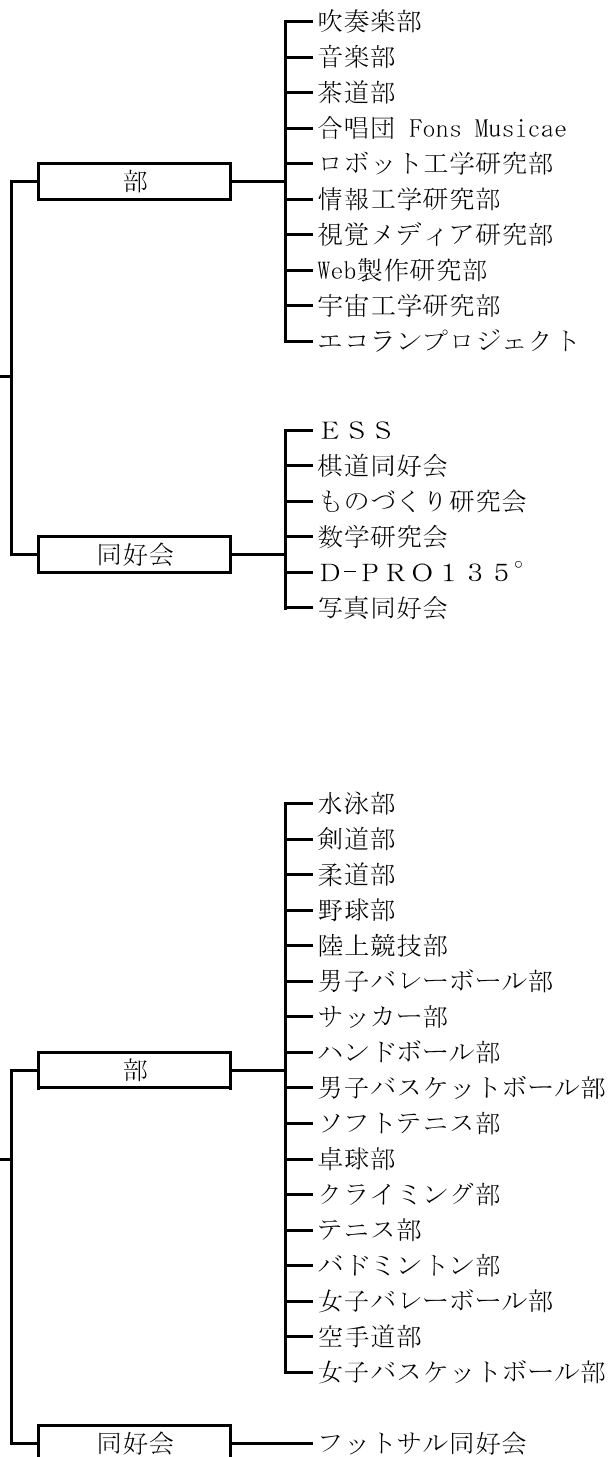 部
吹奏楽部
音楽部
茶道部
合唱団 Fons Musicae
ロボット工学研究部
情報工学研究部
視覚メディア研究部
Web製作研究部
宇宙工学研究部
エコランプロジェクト
同好会
ＥＳＳ
棋道同好会
ものづくり研究会
数学研究会
Ｄ-ＰＲＯ１３５°
写真同好会
部
水泳部
剣道部
柔道部
野球部
陸上競技部
男子バレーボール部
サッカー部
ハンドボール部
男子バスケットボール部
ソフトテニス部
卓球部
クライミング部
テニス部
バドミントン部
女子バレーボール部
空手道部
女子バスケットボール部
同好会
フットサル同好会